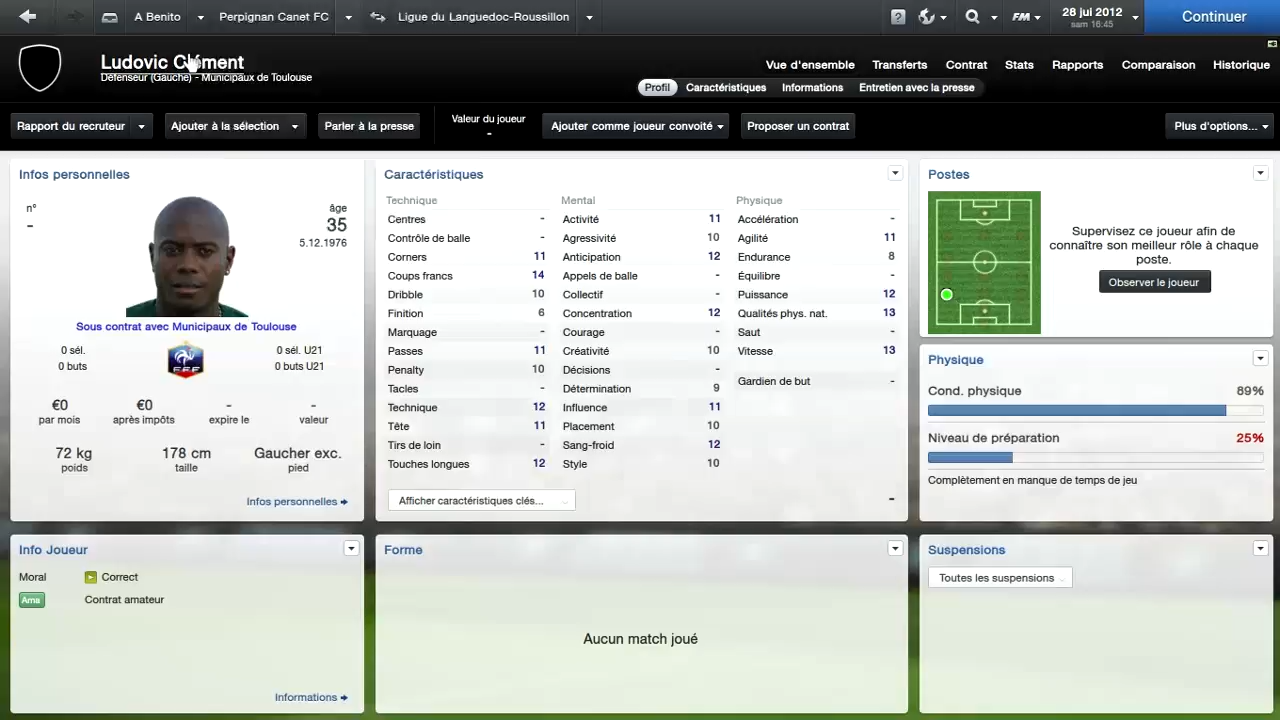 A Benito
Perpignan Canet FC
Ligue du Languedoc-Roussillon
?
FM
28 jul 2012
sam 16:45
Continuer
Ludovic Clément
Défenseur (Gauche) - Municipaux de Toulouse
Vue d'ensemble Transferts Contrat Stats Rapports Comparaison Historique
Profil Caractéristiques Informations Entretien avec la presse
Rapport du recruteur
Ajouter à la sélection
Parler à la presse
Valeur du joueur
-
Ajouter comme joueur convoité
Proposer un contrat
Plus d'options...
Infos personnelles
n°
-
âge
35
5.12.1976
Sous contrat avec Municipaux de Toulouse
0 sél.
0 buts
FFF
0 sél. U21
0 buts U21
€0
par mois
€0
après impôts
-
expire le
-
valeur
72 kg
poids
178 cm
taille
Gaucher exc.
pied
Infos personnelles
Caractéristiques
Technique
Centres -
Contrôle de balle -
Corners 11
Coups francs 14
Dribble 10
Finition 6
Marquage -
Passes 11
Penalty 10
Tacles -
Technique 12
Tête 11
Tirs de loin -
Touches longues 12
Mental
Activité 11
Agressivité 10
Anticipation 12
Appels de balle -
Collectif -
Concentration 12
Courage -
Créativité 10
Décisions -
Détermination 9
Influence 11
Placement 10
Sang-froid 12
Style 10
Physique
Accélération -
Agilité 11
Endurance 8
Équilibre -
Puissance 12
Qualités phys. nat. 13
Saut -
Vitesse 13
Gardien de but -
Afficher caractéristiques clés...
-
Postes
Supervisez ce joueur afin de
connaître son meilleur rôle à chaque
poste.
Observer le joueur
Physique
Cond. physique 89%
Niveau de préparation 25%
Complètement en manque de temps de jeu
Info Joueur
Moral Correct
Ama Contrat amateur
Informations
Forme
Aucun match joué
Suspensions
Toutes les suspensions